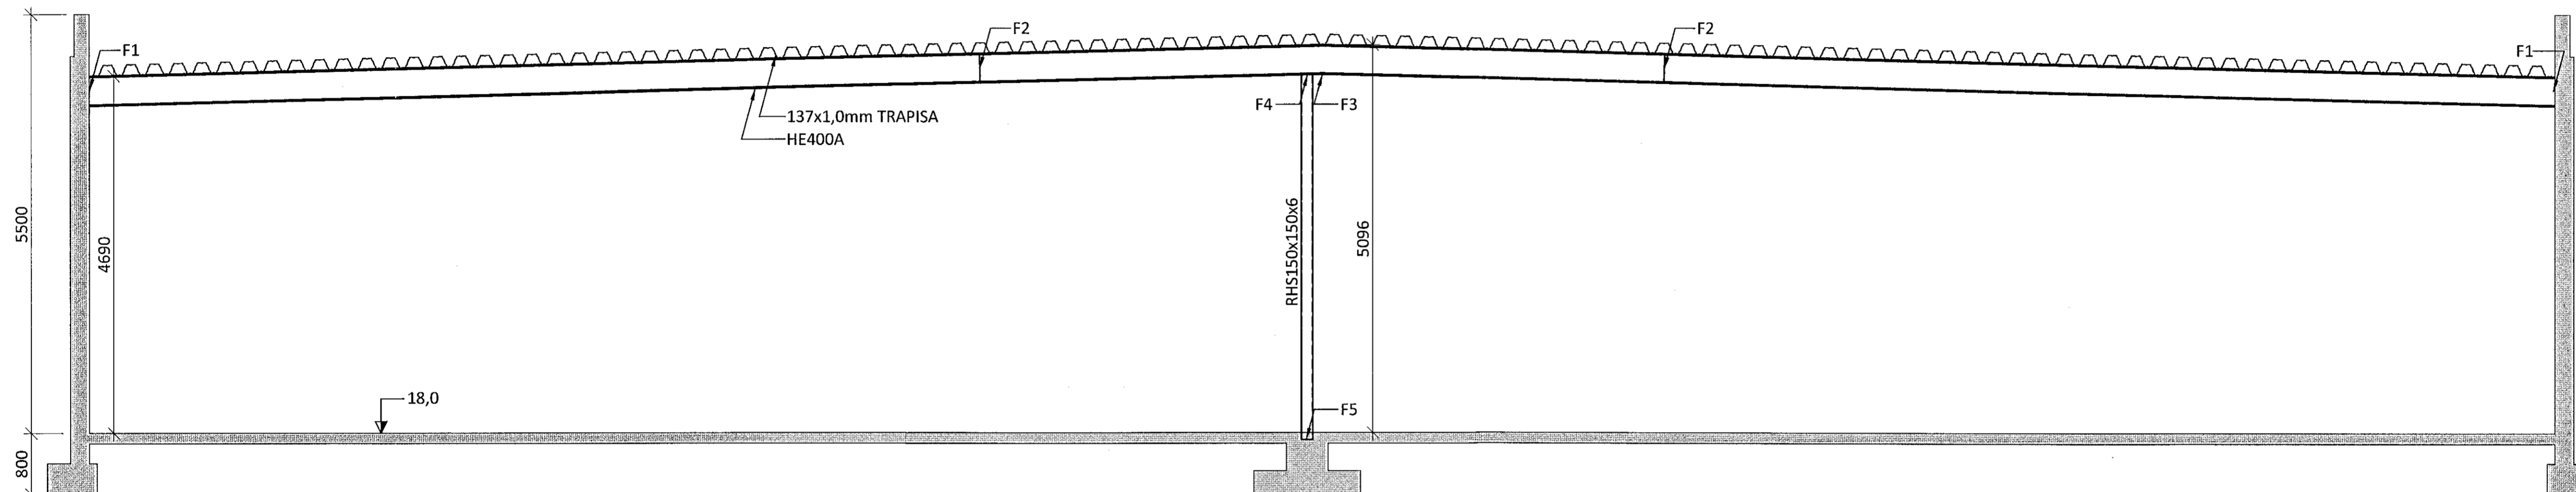 F1
F2
F2
F1
137x1,0mm TRAPISA
HE400A
F4
F3
5500
4690
RHS150x150x6
5096
18,0
F5
800